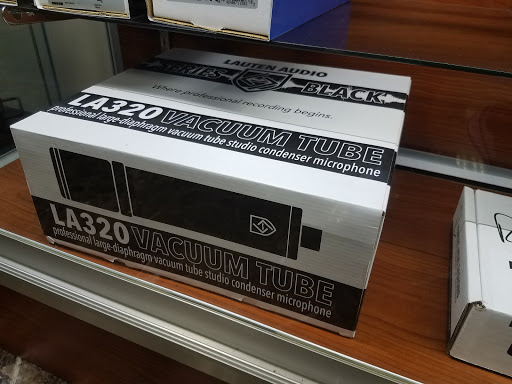 LAUTEN AUDIO
SERIES BLACK
Where professional recording begins.
LA320 VACUUM TUBE
professional large-diaphragm vacuum tube studio condenser microphone
LA320 VACUUM TUBE
professional large-diaphragm vacuum tube studio condenser microphone